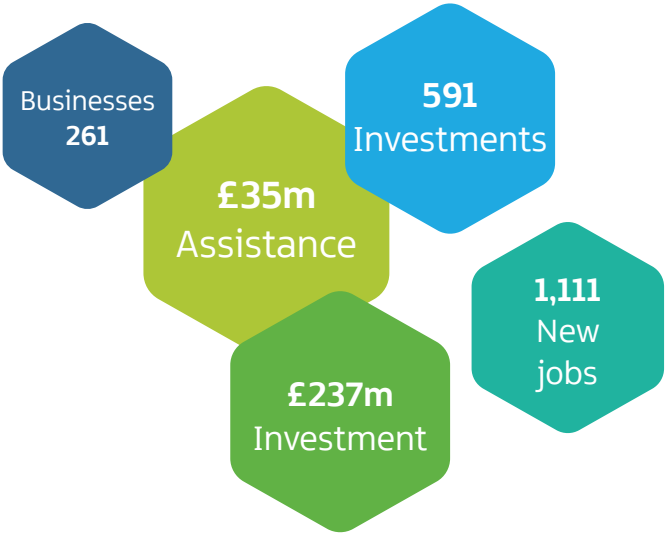 Businesses
261
591
Investments
£35m
Assistance
1,111
New
jobs
£237m
Investment